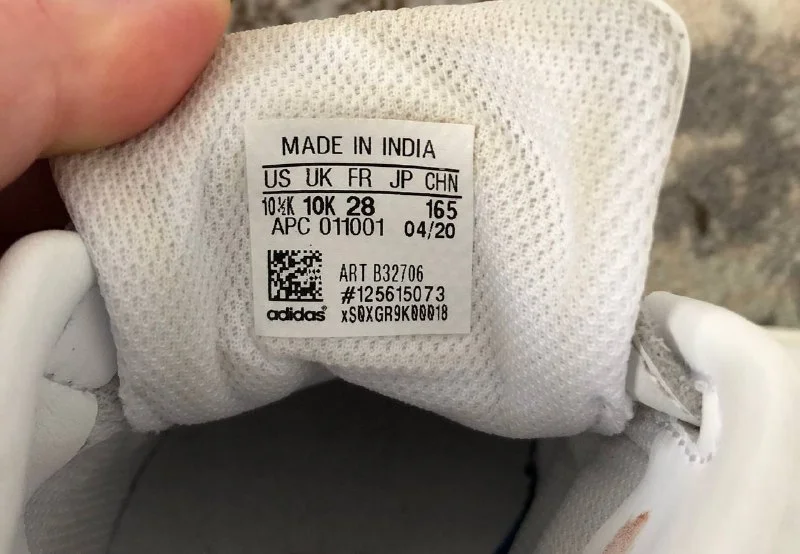 MADE IN INDIA
US UK FR JP CHN
10½K 10K 28 165
APC 011001 04/20
ART B32706
#125615073
adidas® xS0XGR9K00018